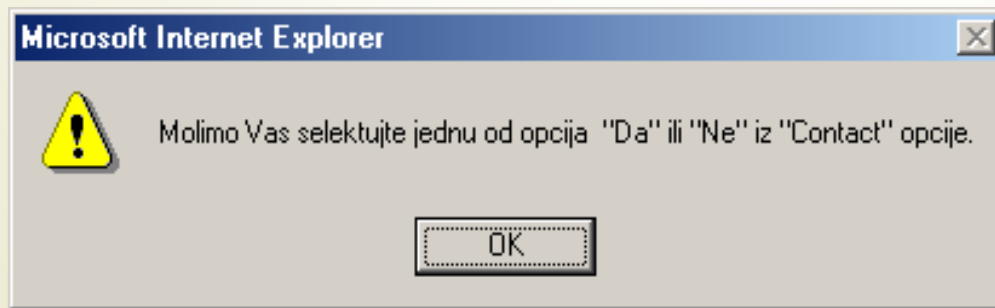 Microsoft Internet Explorer
Molimo Vas selektujte jednu od opcija  "Da" ili "Ne" iz "Contact" opcije.
OK